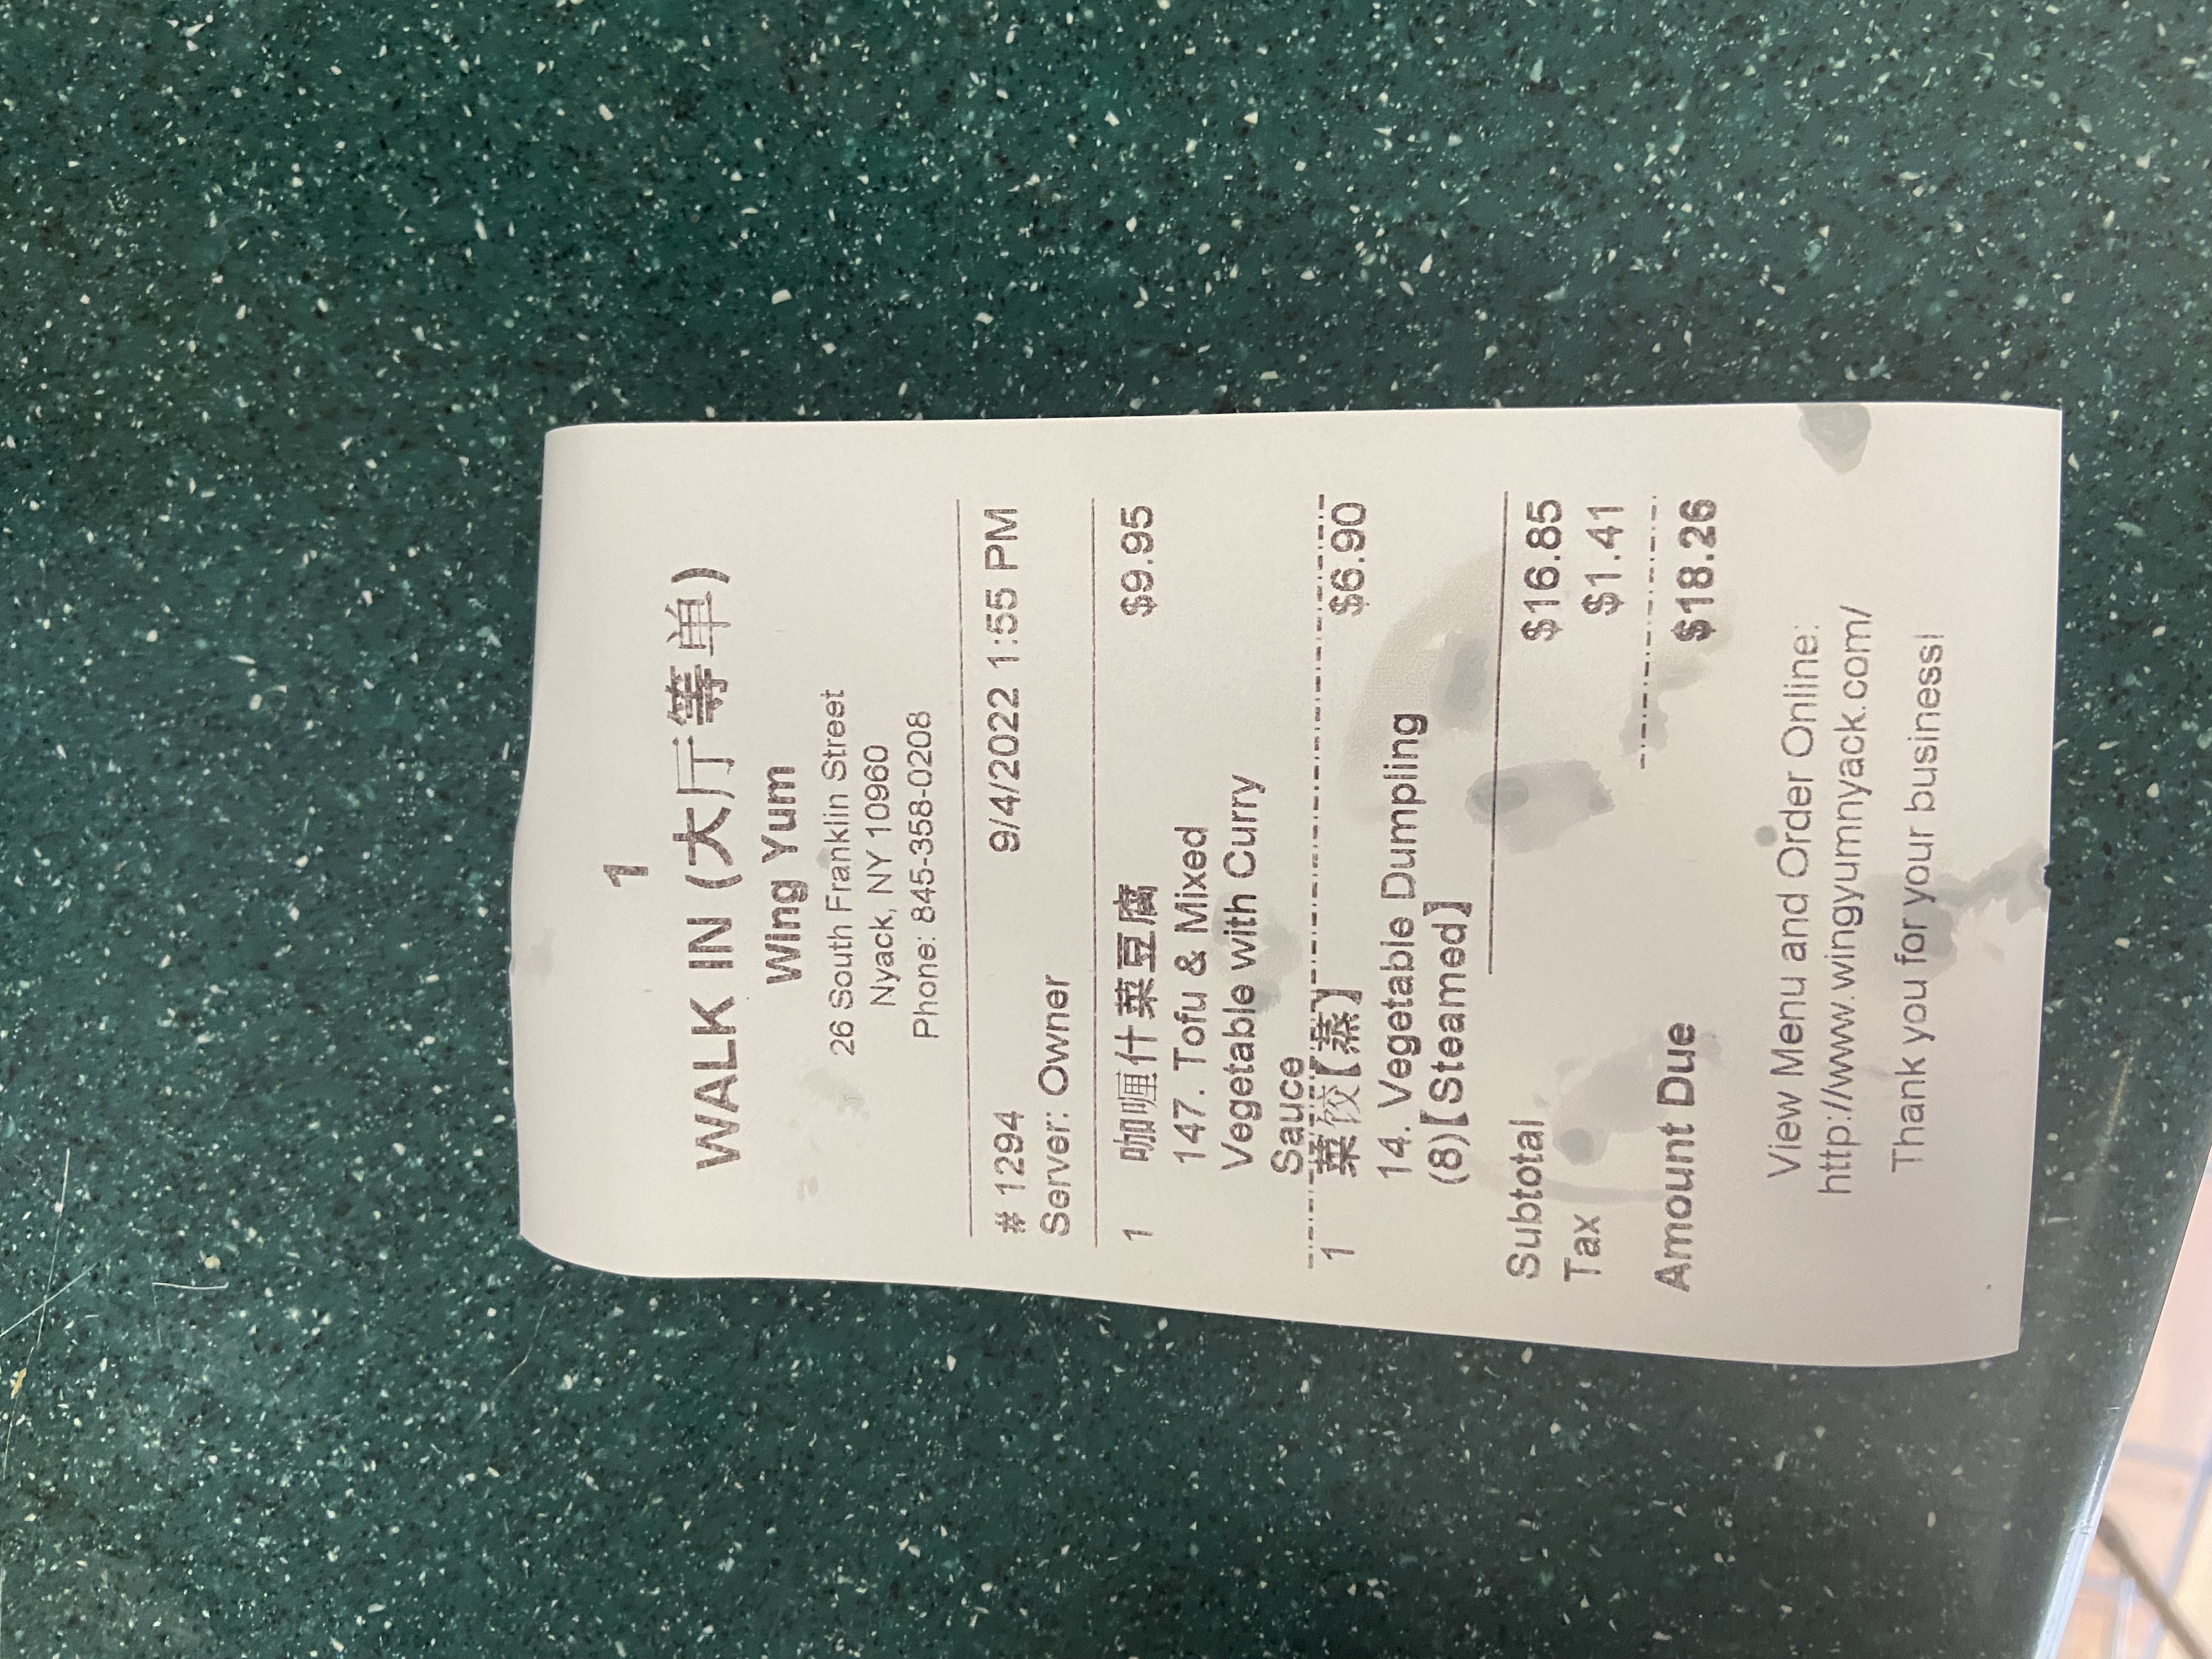 1
WALK IN (大厅等单)
Wing Yum
26 South Franklin Street
Nyack, NY 10960
Phone: 845-358-0208
# 1294 9/4/2022 1:55 PM
Server: Owner
1 咖喱什菜豆腐 $9.95
147. Tofu & Mixed
Vegetable with Curry
Sauce
1 菜饺【蒸】 $6.90
14. Vegetable Dumpling
(8)【Steamed】
Subtotal $16.85
Tax $1.41
Amount Due $18.26
View Menu and Order Online:
http://www.wingyumnyack.com/
Thank you for your business!